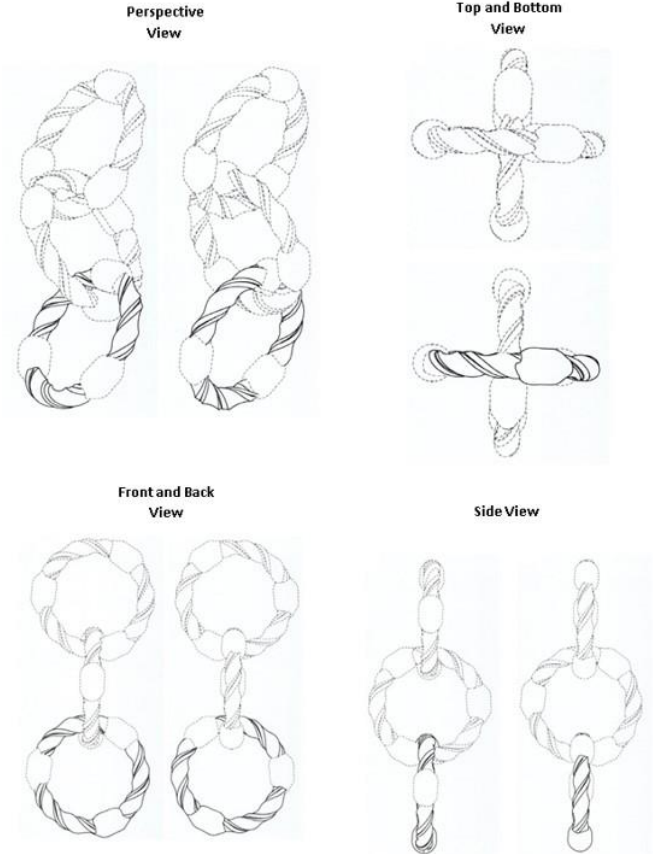 Perspective
View
Top and Bottom
View
Front and Back
View
Side View